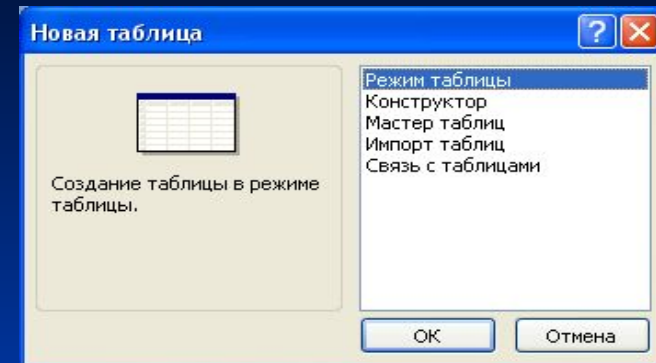 Новая таблица
Создание таблицы в режиме
таблицы.
Режим таблицы
Конструктор
Мастер таблиц
Импорт таблиц
Связь с таблицами
ОК
Отмена